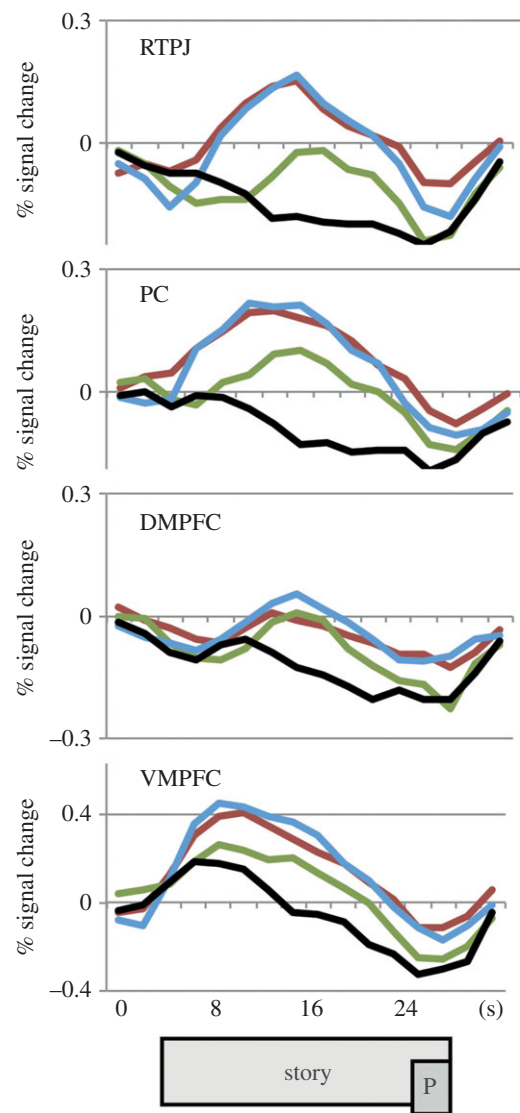 0.3
RTPJ
0
% signal change
0.3
PC
0
% signal change
0.3
DMPFC
0
% signal change
–0.3
VMPFC
0.4
0
% signal change
–0.4
0 8 16 24 (s)
story
P